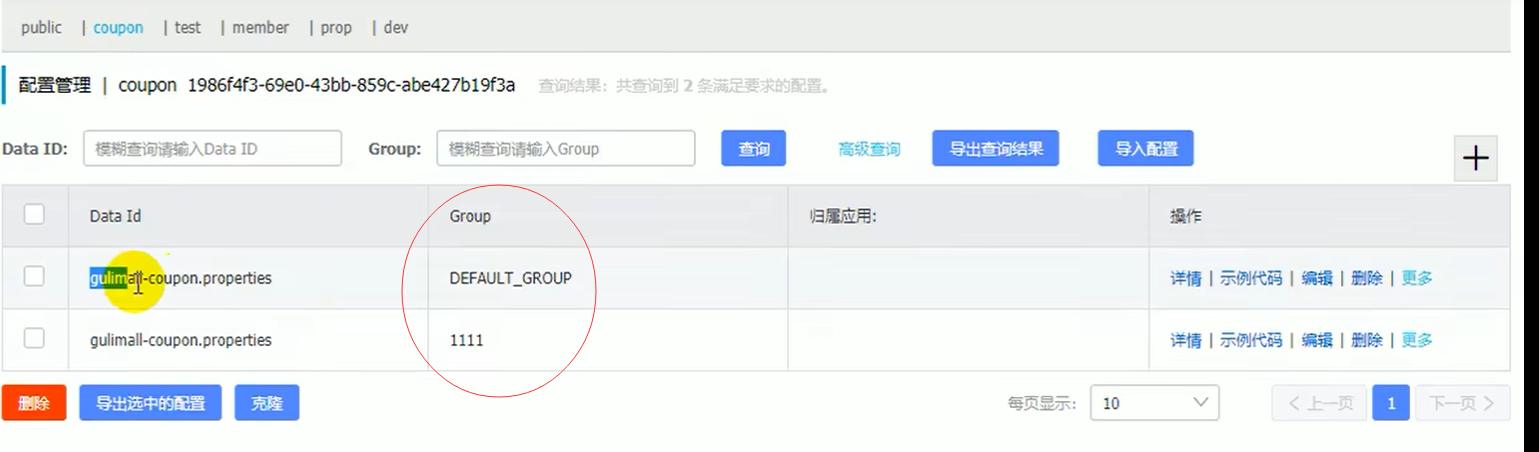 public | coupon | test | member | prop | dev
配置管理 | coupon 1986f4f3-69e0-43bb-859c-abe427b19f3a 查询结果：共查询到 2 条满足要求的配置。
Data ID: 模糊查询请输入Data ID Group: 模糊查询请输入Group 查询 高级查询 导出查询结果 导入配置 +
Data Id Group 归属应用: 操作
gulimall-coupon.properties DEFAULT_GROUP 详情 | 示例代码 | 编辑 | 删除 | 更多
gulimall-coupon.properties 1111 详情 | 示例代码 | 编辑 | 删除 | 更多
删除 导出选中的配置 克隆 每页显示: 10 < 上一页 1 下一页 >